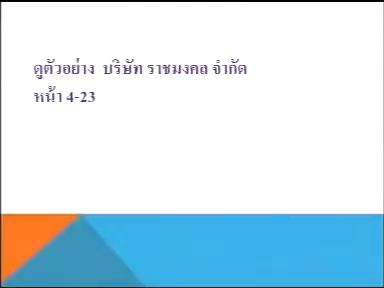 ดูตัวอย่าง บริษัท ราชมงคล จำกัด
หน้า 4-23